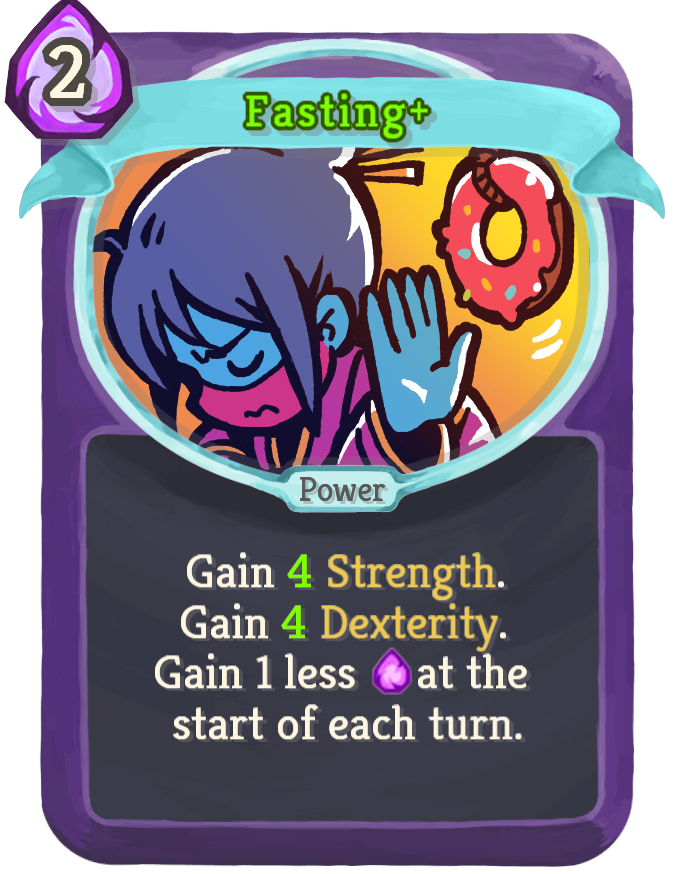 2
Fasting+
Power
Gain 4 Strength.
Gain 4 Dexterity.
Gain 1 less at the
start of each turn.